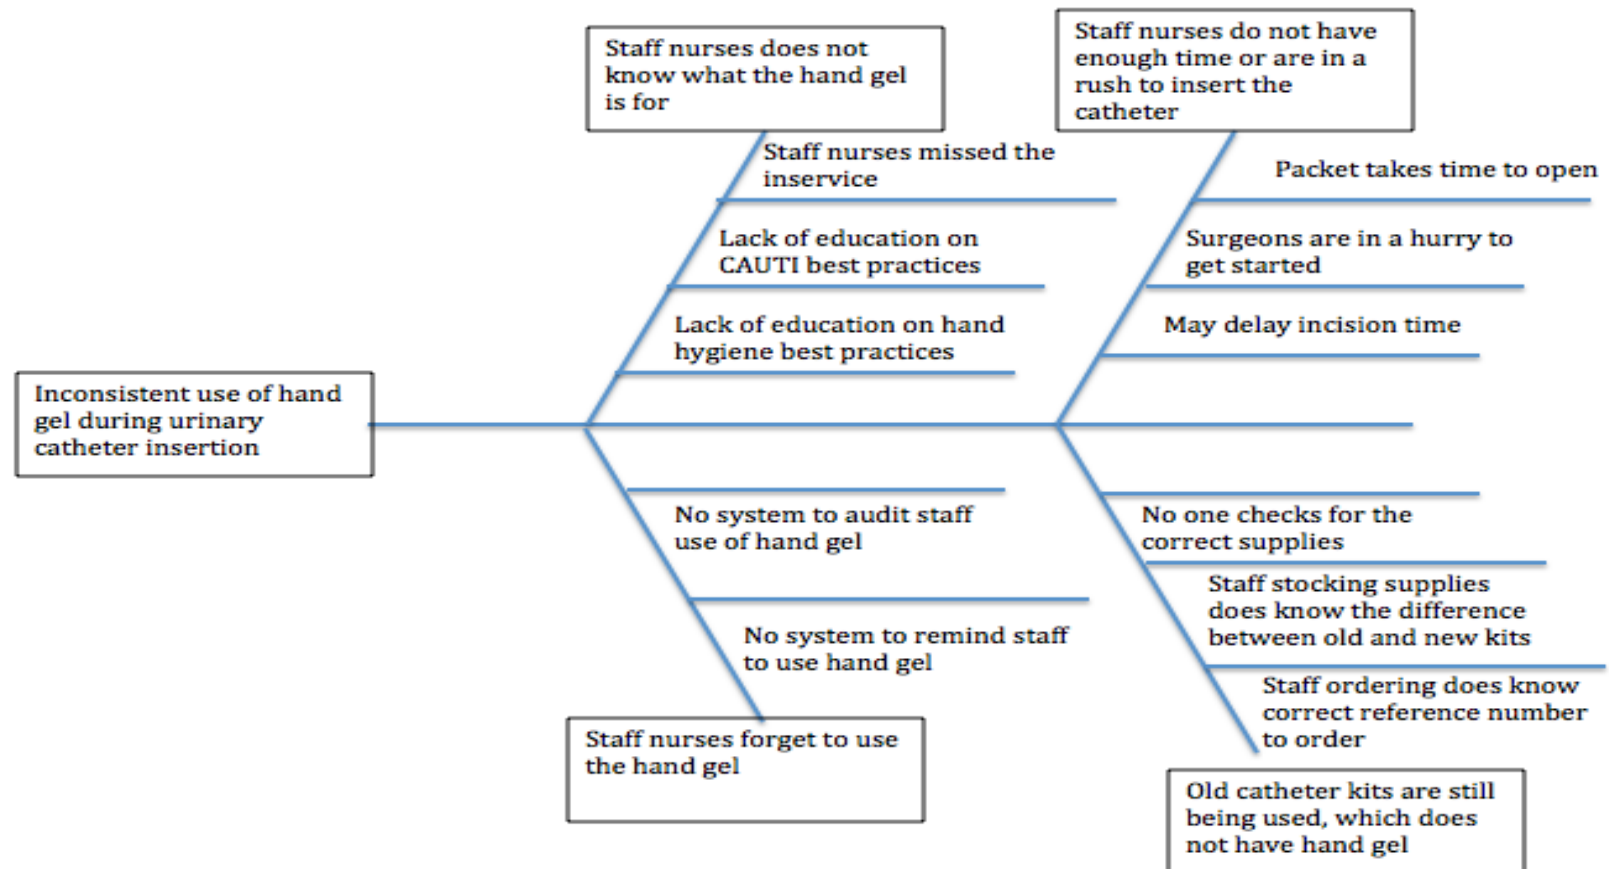 Staff nurses does not
know what the hand gel
is for
Staff nurses do not have
enough time or are in a
rush to insert the
catheter
Staff nurses missed the
inservice
Packet takes time to open
Lack of education on
CAUTI best practices
Surgeons are in a hurry to
get started
Lack of education on hand
hygiene best practices
May delay incision time
Inconsistent use of hand
gel during urinary
catheter insertion
No system to audit staff
use of hand gel
No one checks for the
correct supplies
Staff stocking supplies
does know the difference
between old and new kits
No system to remind staff
to use hand gel
Staff ordering does know
correct reference number
to order
Staff nurses forget to use
the hand gel
Old catheter kits are still
being used, which does
not have hand gel